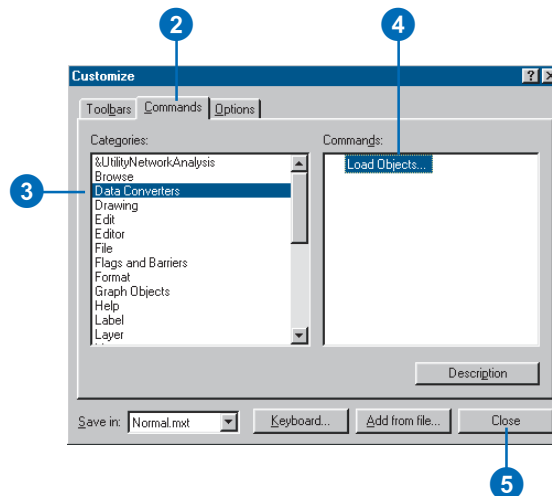 2
4
Customize
Toolbars Commands Options
Categories:
Commands:
&UtilityNetworkAnalysis
Browse
Data Converters
Drawing
Edit
Editor
File
Flags and Barriers
Format
Graph Objects
Help
Label
Layer
Load Objects...
3
Description
Save in: Normal.mxt Keyboard... Add from file... Close
5